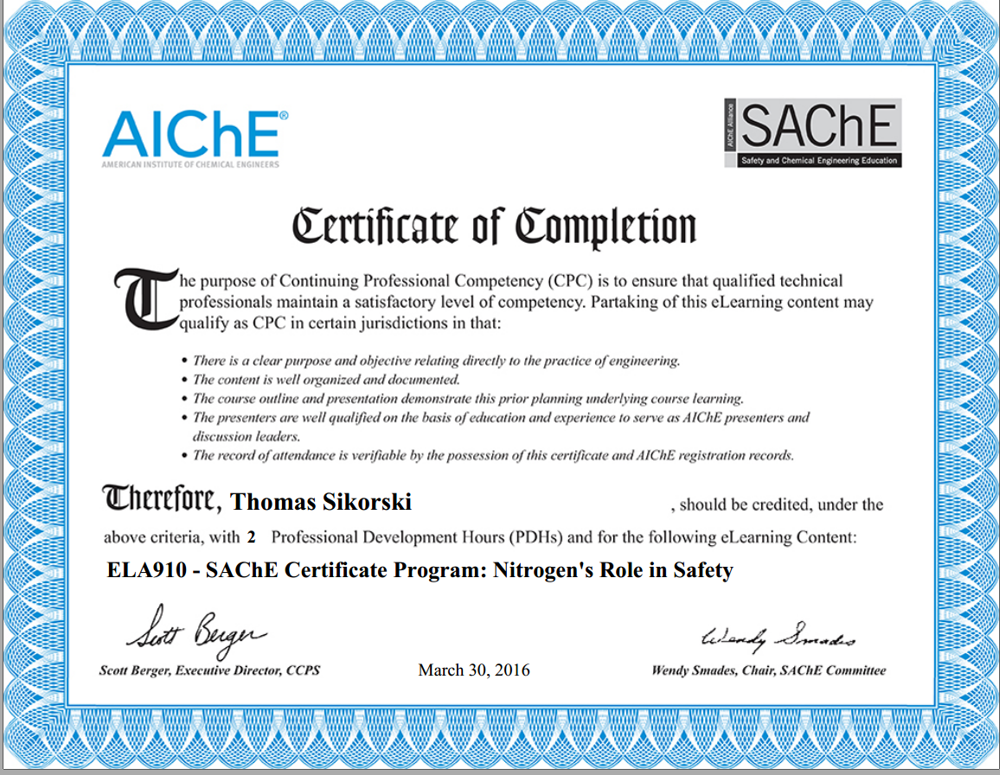 AIChE®
AMERICAN INSTITUTE OF CHEMICAL ENGINEERS
AIChE Alliance
SAChE
Safety and Chemical Engineering Education
Certificate of Completion
The purpose of Continuing Professional Competency (CPC) is to ensure that qualified technical
professionals maintain a satisfactory level of competency. Partaking of this eLearning content may
qualify as CPC in certain jurisdictions in that:
• There is a clear purpose and objective relating directly to the practice of engineering.
• The content is well organized and documented.
• The course outline and presentation demonstrate this prior planning underlying course learning.
• The presenters are well qualified on the basis of education and experience to serve as AIChE presenters and
discussion leaders.
• The record of attendance is verifiable by the possession of this certificate and AIChE registration records.
Therefore, Thomas Sikorski , should be credited, under the
above criteria, with 2 Professional Development Hours (PDHs) and for the following eLearning Content:
ELA910 - SAChE Certificate Program: Nitrogen's Role in Safety
Scott Berger Wendy Smades
Scott Berger, Executive Director, CCPS March 30, 2016 Wendy Smades, Chair, SAChE Committee